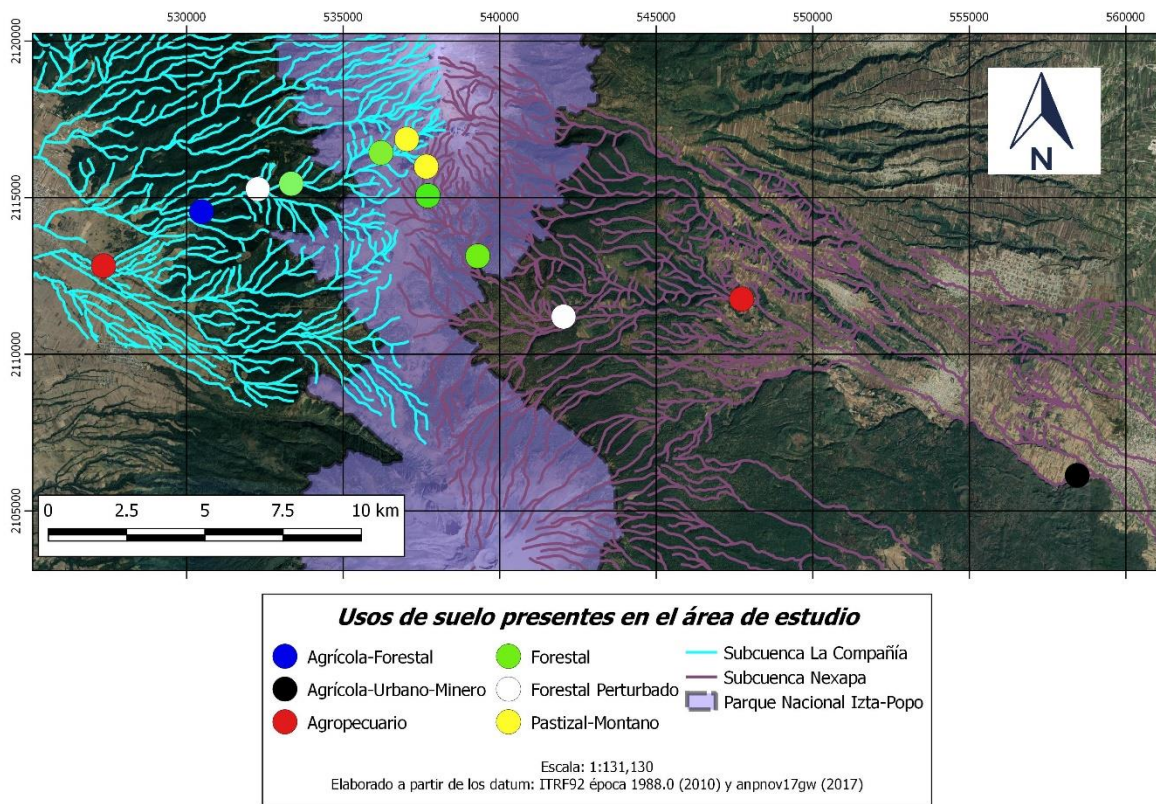 530000 535000 540000 545000 550000 555000 560000
2120000
2115000
2110000
2105000
N
0 2.5 5 7.5 10 km
Usos de suelo presentes en el área de estudio
Agrícola-Forestal
Agrícola-Urbano-Minero
Agropecuario
Forestal
Forestal Perturbado
Pastizal-Montano
Subcuenca La Compañía
Subcuenca Nexapa
Parque Nacional Izta-Popo
Escala: 1:131,130
Elaborado a partir de los datum: ITRF92 época 1988.0 (2010) y anpnov17gw (2017)